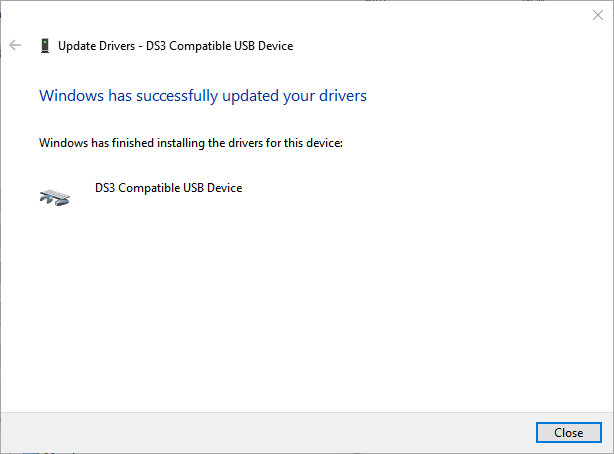 Update Drivers - DS3 Compatible USB Device
Windows has successfully updated your drivers
Windows has finished installing the drivers for this device:
DS3 Compatible USB Device
Close